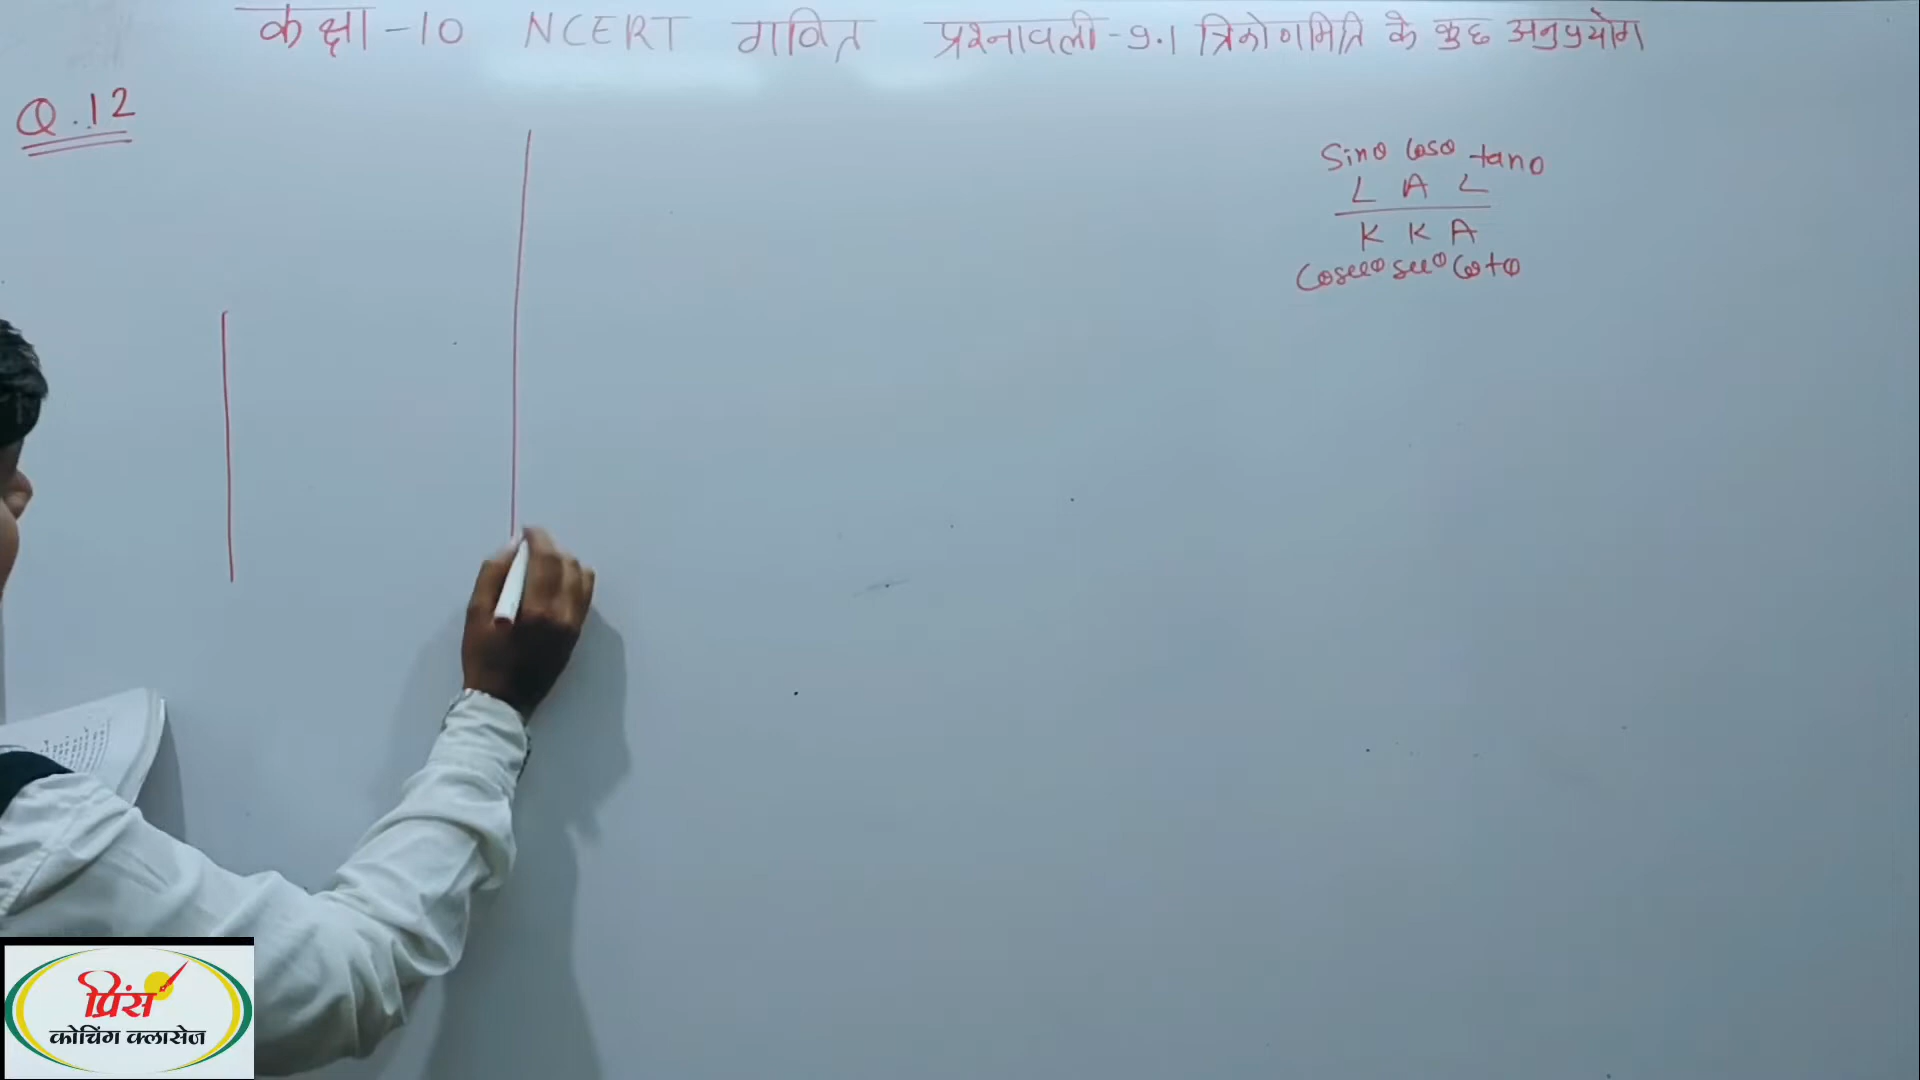 कक्षा -10 NCERT गणित प्रश्नावली-9.1 त्रिकोणमिति के कुछ अनुप्रयोग
Q.12
Sinθ Cosθ tanθ
L A L
K K A
Cosecθ secθ Cotθ
प्रिंस
कोचिंग क्लासेज